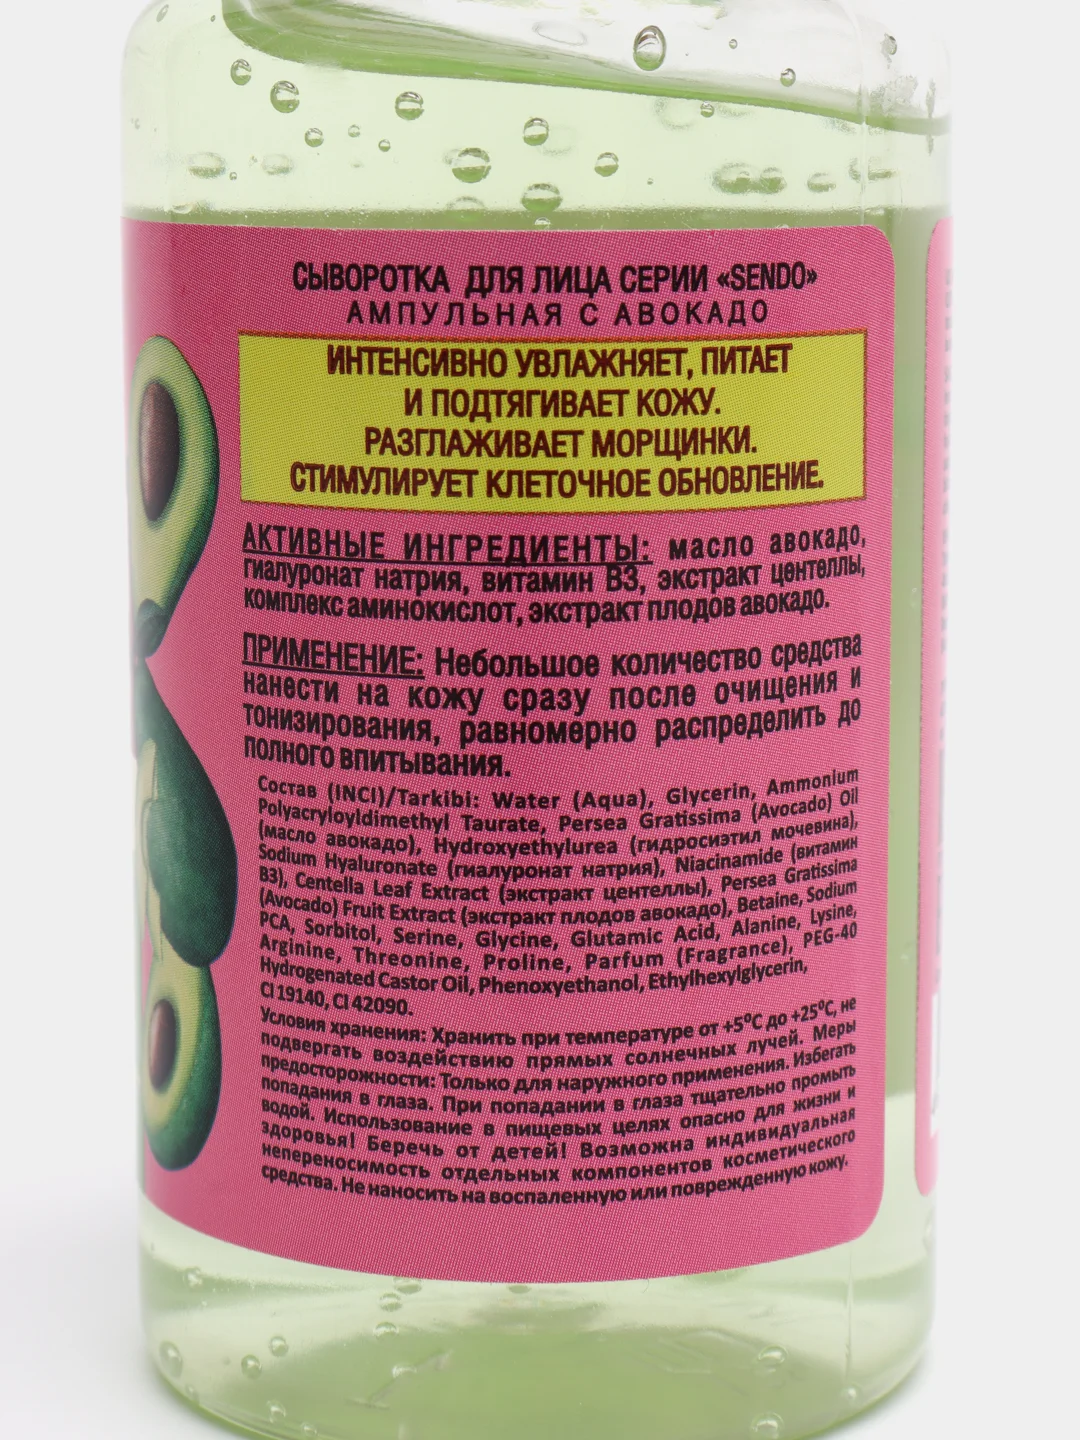 СЫВОРОТКА ДЛЯ ЛИЦА СЕРИИ «SENDO»
АМПУЛЬНАЯ С АВОКАДО
ИНТЕНСИВНО УВЛАЖНЯЕТ, ПИТАЕТ
И ПОДТЯГИВАЕТ КОЖУ.
РАЗГЛАЖИВАЕТ МОРЩИНКИ.
СТИМУЛИРУЕТ КЛЕТОЧНОЕ ОБНОВЛЕНИЕ.
АКТИВНЫЕ ИНГРЕДИЕНТЫ: масло авокадо,
гиалуронат натрия, витамин В3, экстракт центеллы,
комплекс аминокислот, экстракт плодов авокадо.
ПРИМЕНЕНИЕ: Небольшое количество средства
нанести на кожу сразу после очищения и
тонизирования, равномерно распределить до
полного впитывания.
Состав (INCI)/Tarkibi: Water (Aqua), Glycerin, Ammonium
Polyacryloyldimethyl Taurate, Persea Gratissima (Avocado) Oil
(масло авокадо), Hydroxyethylurea (гидросиэтил мочевина),
Sodium Hyaluronate (гиалуронат натрия), Niacinamide (витамин
B3), Centella Leaf Extract (экстракт центеллы), Persea Gratissima
(Avocado) Fruit Extract (экстракт плодов авокадо), Betaine, Sodium
PCA, Sorbitol, Serine, Glycine, Glutamic Acid, Alanine, Lysine,
Arginine, Threonine, Proline, Parfum (Fragrance), PEG-40
Hydrogenated Castor Oil, Phenoxyethanol, Ethylhexylglycerin,
CI 19140, CI 42090.
Условия хранения: Хранить при температуре от +5°С до +25°С, не
подвергать воздействию прямых солнечных лучей. Меры
предосторожности: Только для наружного применения. Избегать
попадания в глаза. При попадании в глаза тщательно промыть
водой. Использование в пищевых целях опасно для жизни и
здоровья! Беречь от детей! Возможна индивидуальная
непереносимость отдельных компонентов косметического
средства. Не наносить на воспаленную или поврежденную кожу.